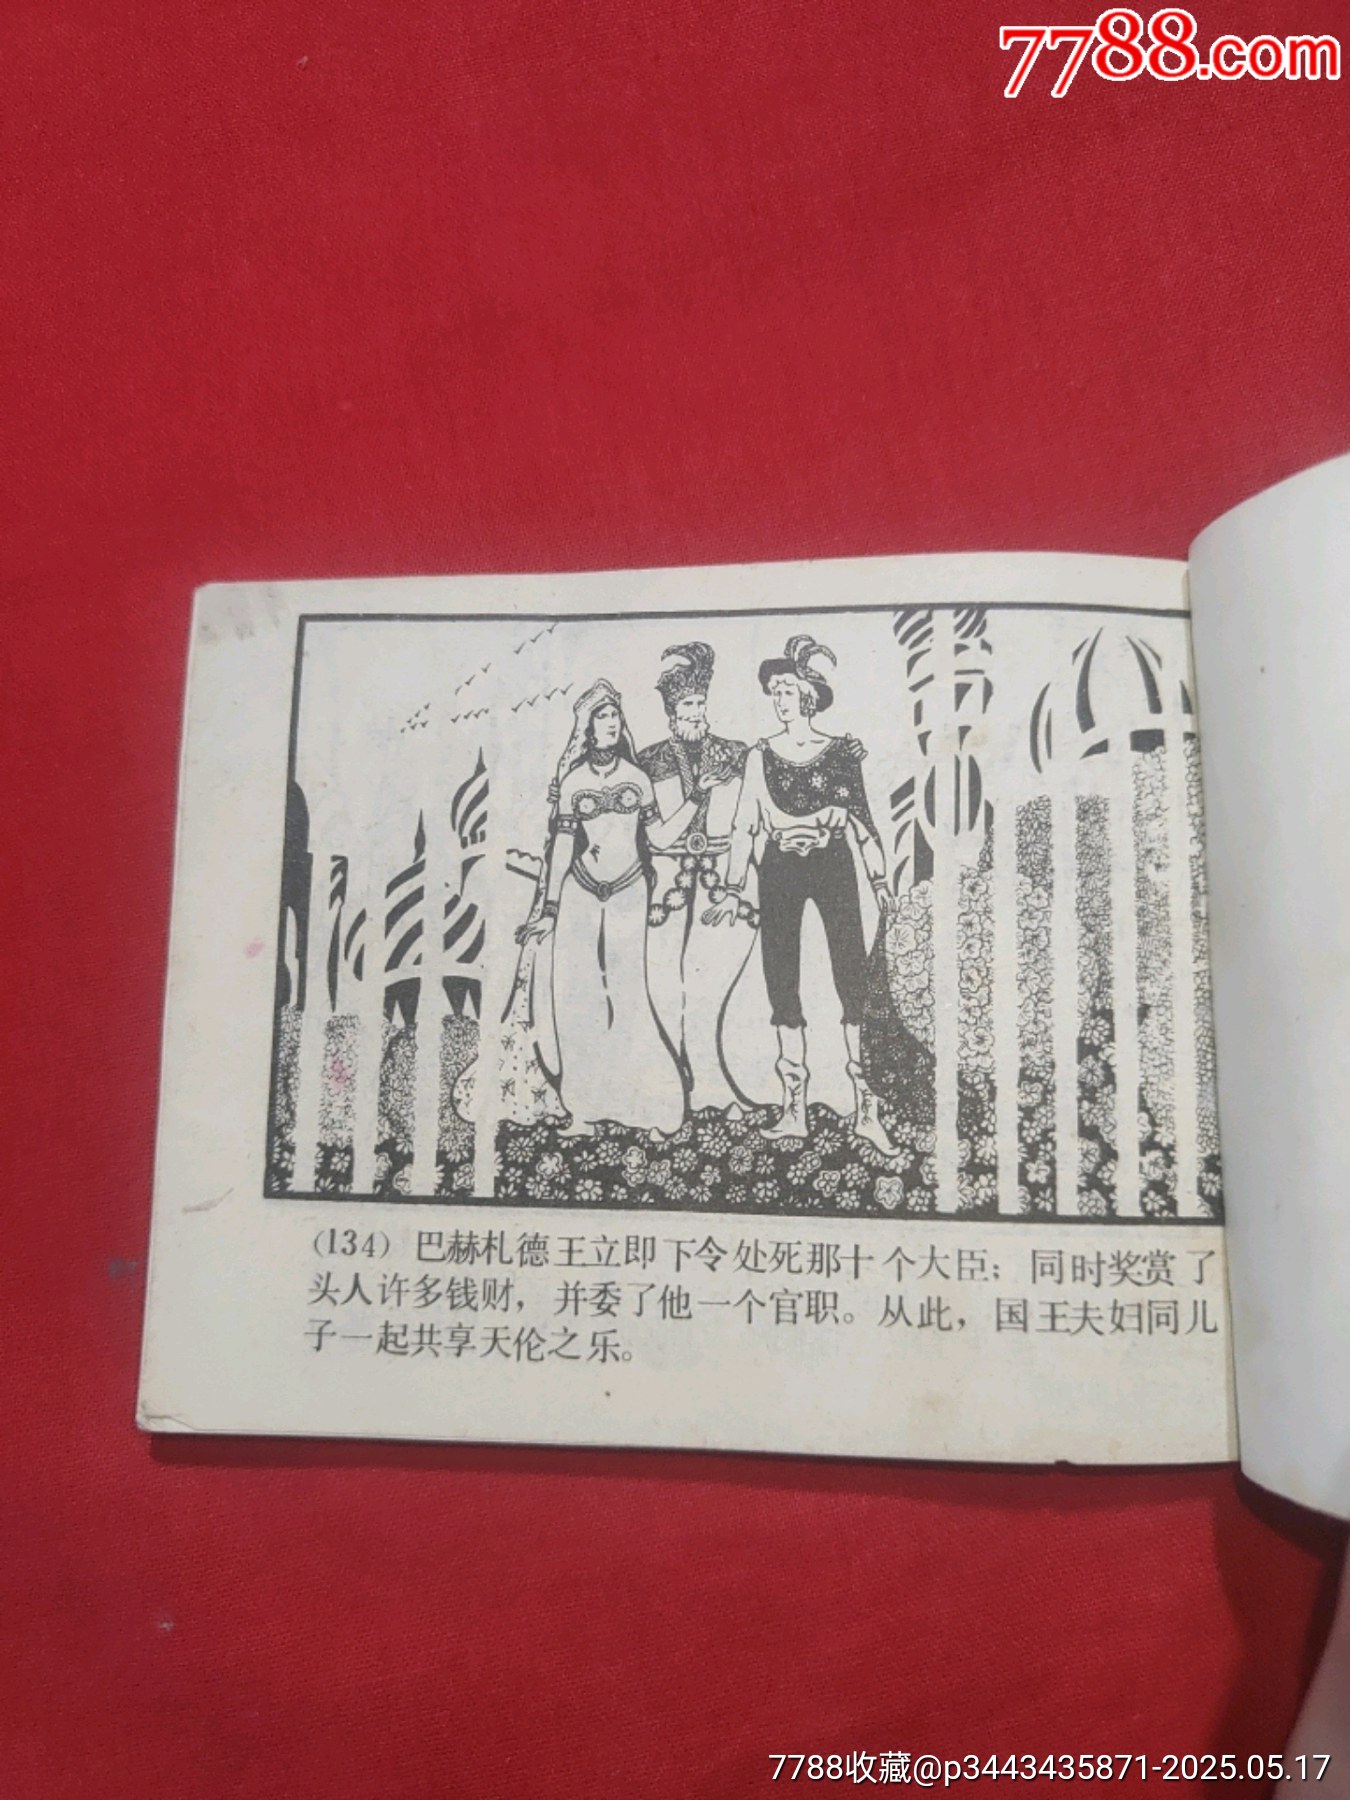 7788.com
(134) 巴赫札德王立即下令处死那十个大臣；同时奖赏了
头人许多钱财，并委了他一个官职。从此，国王夫妇同儿
子一起共享天伦之乐。
7788收藏@p3443435871-2025.05.17